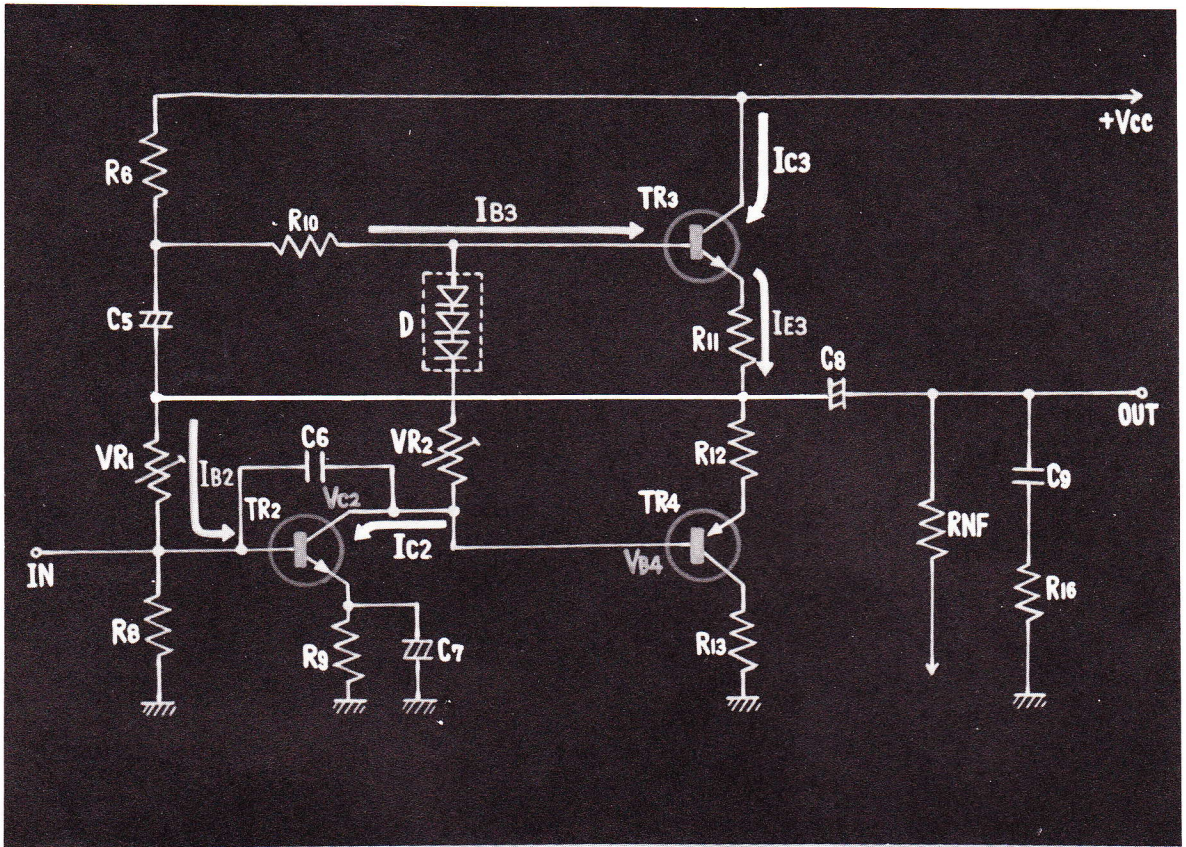 +Vcc
IC3
R6
TR3
IB3
R10
C5
D
R11
IE3
C8
OUT
VR1
IB2
C6
VR2
R12
TR2
VC2
TR4
C9
IC2
RNF
IN
VB4
R16
R8
R9
C7
R13